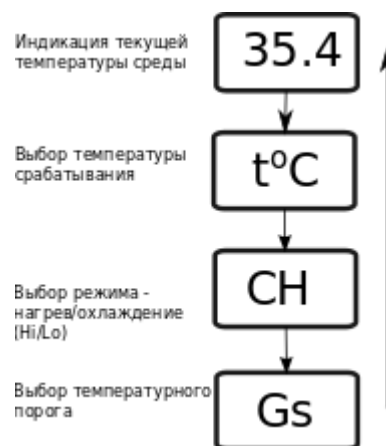 Индикация текущей
температуры среды
35.4
Выбор температуры
срабатывания
t⁰C
Выбор режима -
нагрев/охлаждение
(Hi/Lo)
CH
Выбор температурного
порога
Gs